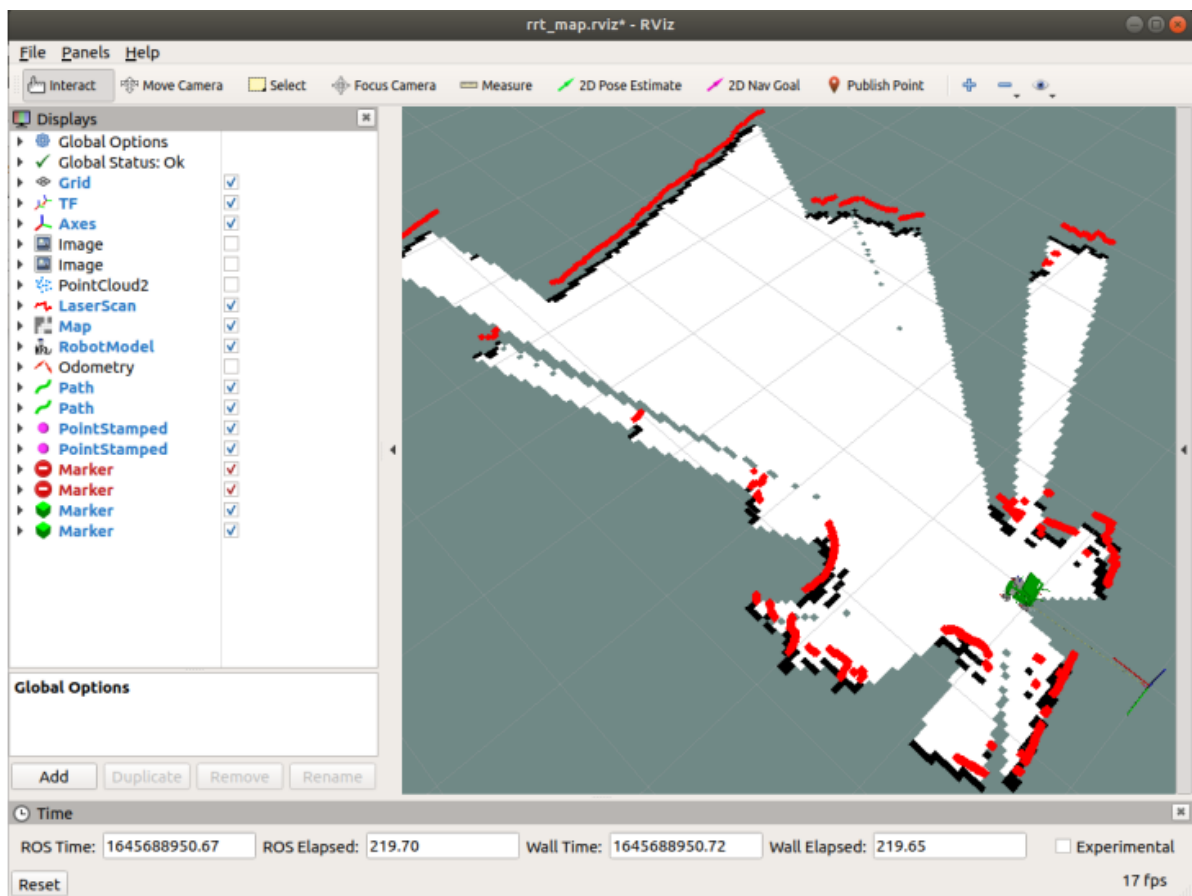 rrt_map.rviz* - RViz
File Panels Help
Interact Move Camera Select Focus Camera Measure 2D Pose Estimate 2D Nav Goal Publish Point
Displays
Global Options
Global Status: Ok
Grid
TF
Axes
Image
Image
PointCloud2
LaserScan
Map
RobotModel
Odometry
Path
Path
PointStamped
PointStamped
Marker
Marker
Marker
Marker
Global Options
Add Duplicate Remove Rename
Time
ROS Time: 1645688950.67 ROS Elapsed: 219.70 Wall Time: 1645688950.72 Wall Elapsed: 219.65 Experimental
Reset 17 fps